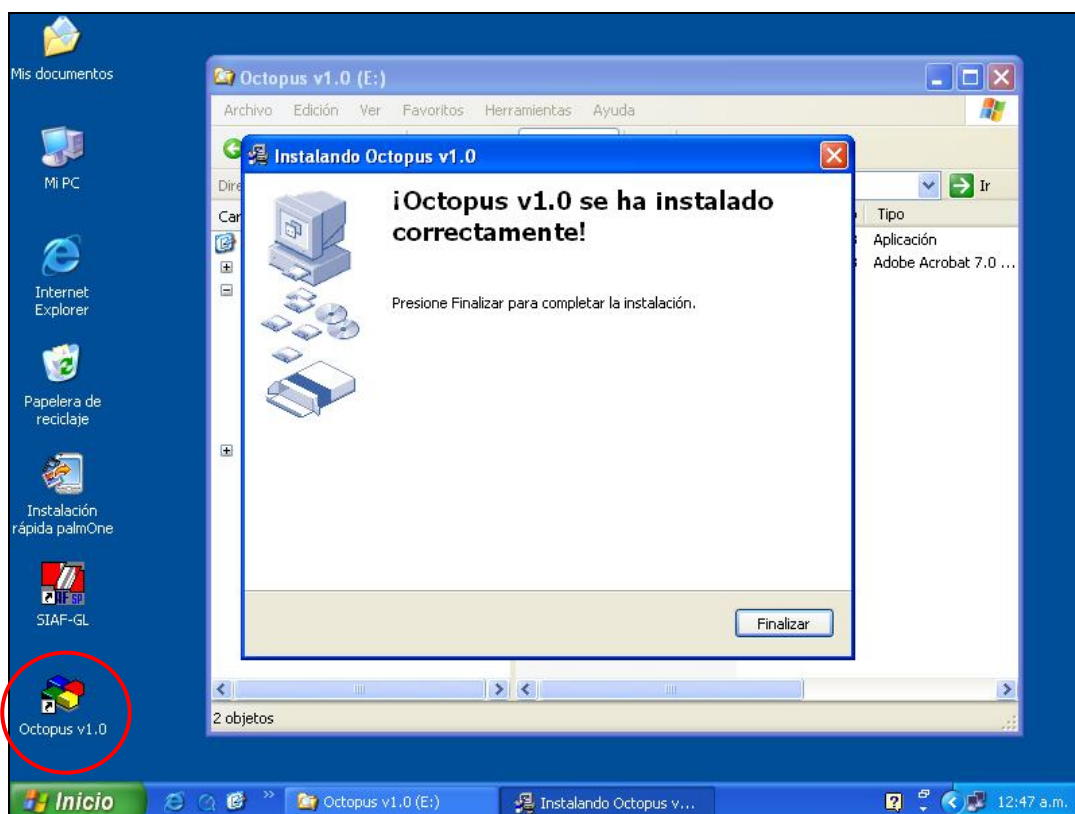 Mis documentos
Mi PC
Internet
Explorer
Papelera de
reciclaje
Instalación
rápida palmOne
SIAF-GL
Octopus v1.0
Octopus v1.0 (E:)
Archivo Edición Ver Favoritos Herramientas Ayuda
Dire
Ir
Car
Tipo
Aplicación
Adobe Acrobat 7.0 ...
Instalando Octopus v1.0
¡Octopus v1.0 se ha instalado
correctamente!
Presione Finalizar para completar la instalación.
Finalizar
2 objetos
Inicio
Octopus v1.0 (E:)
Instalando Octopus v...
12:47 a.m.